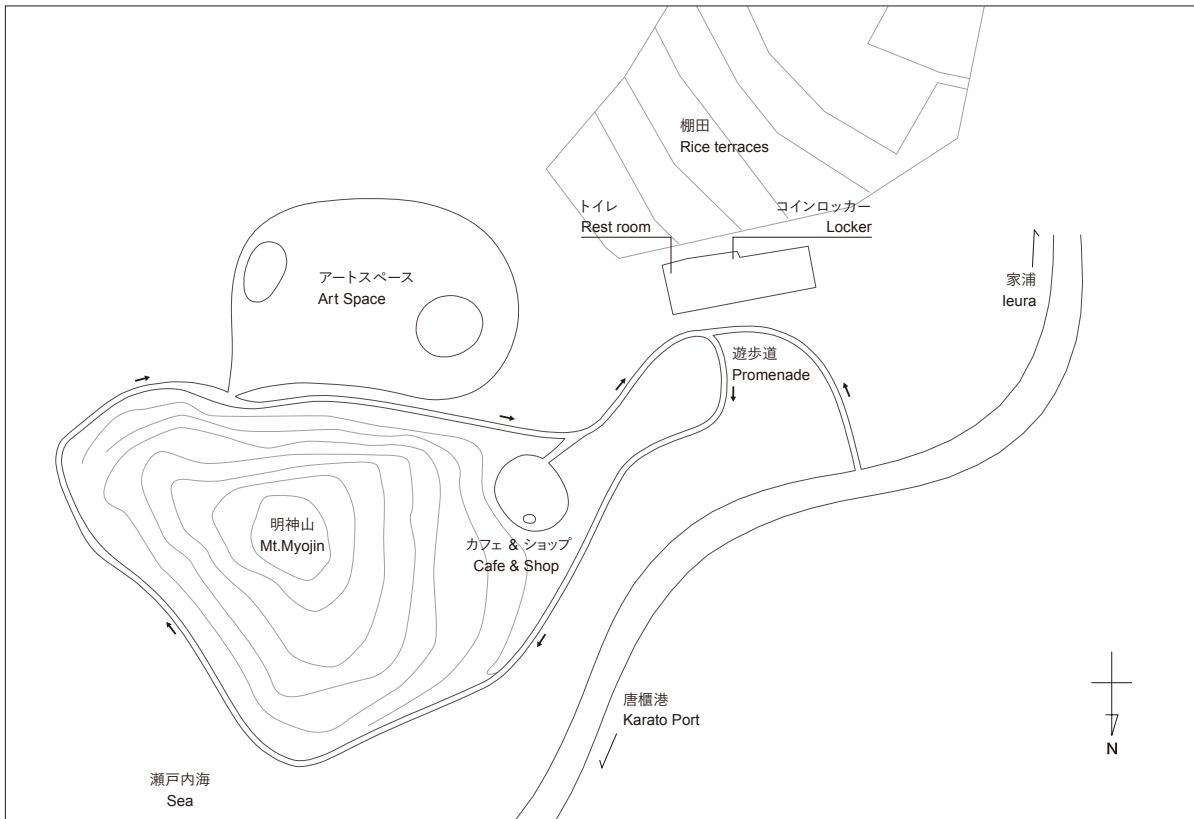 棚田
Rice terraces
トイレ
Rest room
コインロッカー
Locker
アートスペース
Art Space
家浦
Ieura
遊歩道
Promenade
明神山
Mt.Myojin
カフェ & ショップ
Cafe & Shop
唐櫃港
Karato Port
N
瀬戸内海
Sea